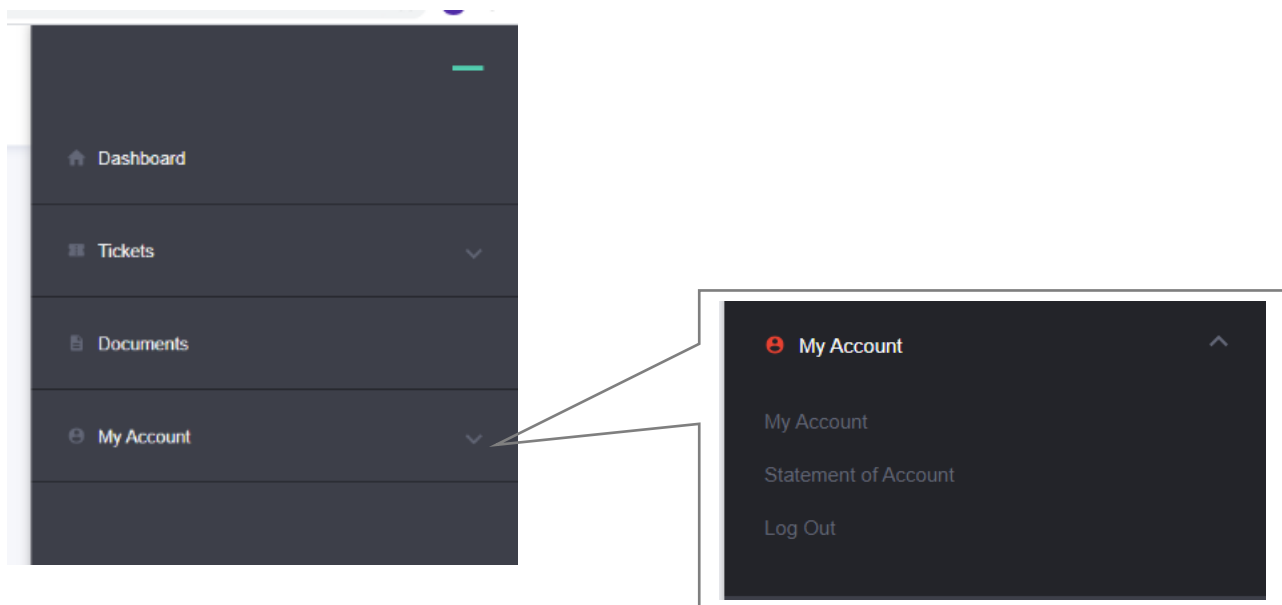 Dashboard
Tickets
Documents
My Account
My Account
My Account
Statement of Account
Log Out